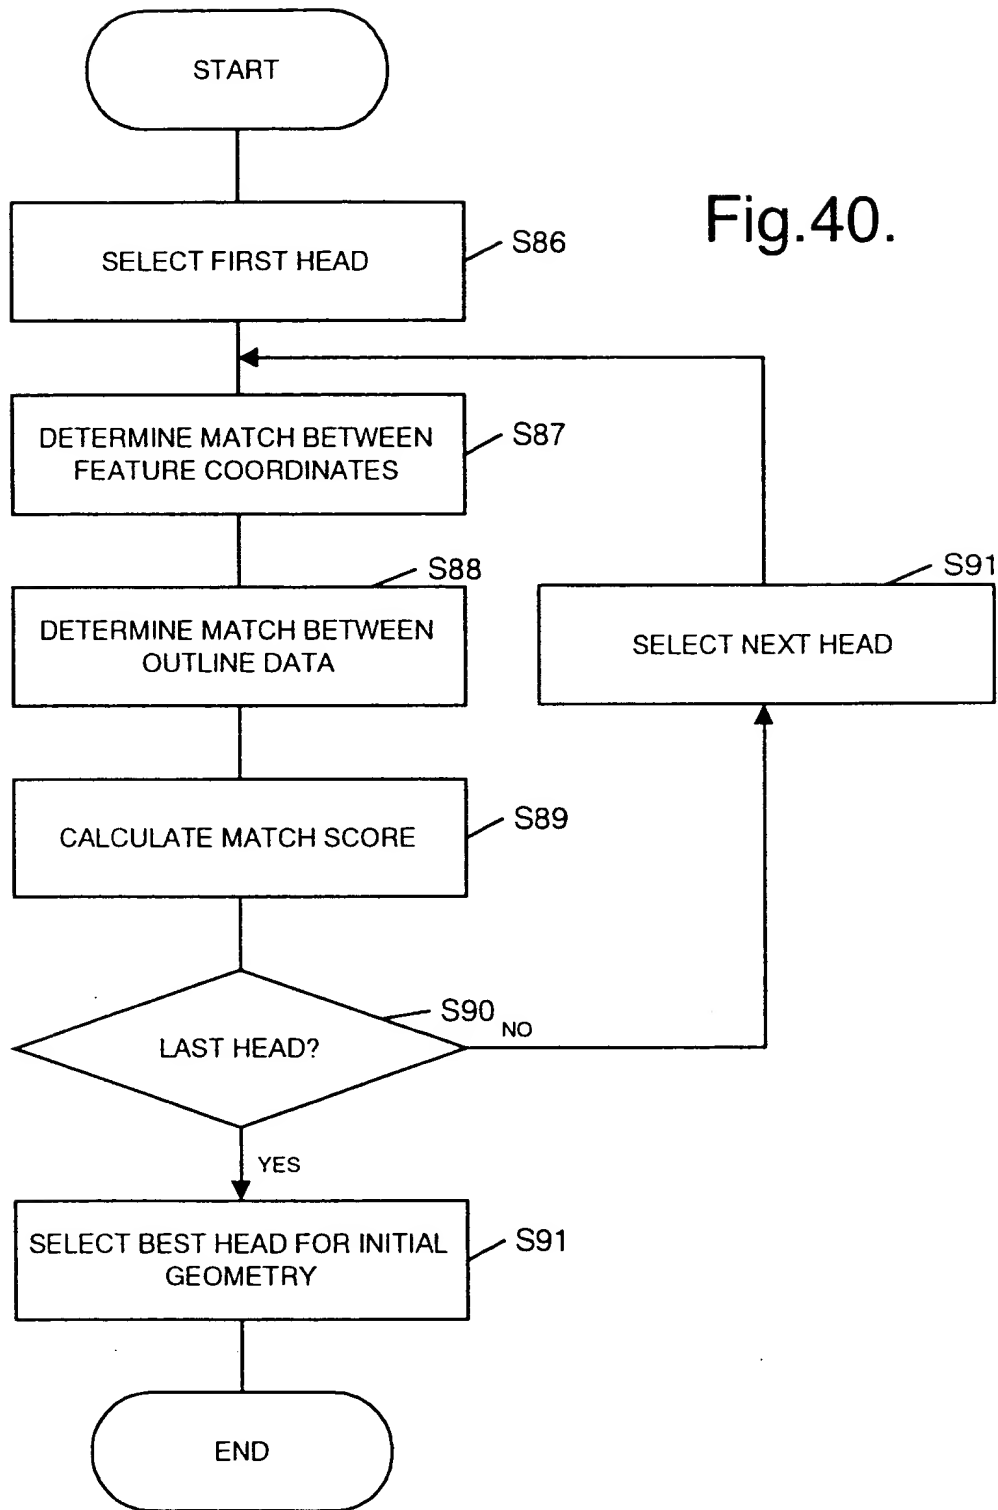 START
Fig.40.
SELECT FIRST HEAD
S86
DETERMINE MATCH BETWEEN
FEATURE COORDINATES
S87
S88
DETERMINE MATCH BETWEEN
OUTLINE DATA
S91
SELECT NEXT HEAD
CALCULATE MATCH SCORE
S89
LAST HEAD?
S90
NO
YES
SELECT BEST HEAD FOR INITIAL
GEOMETRY
S91
END